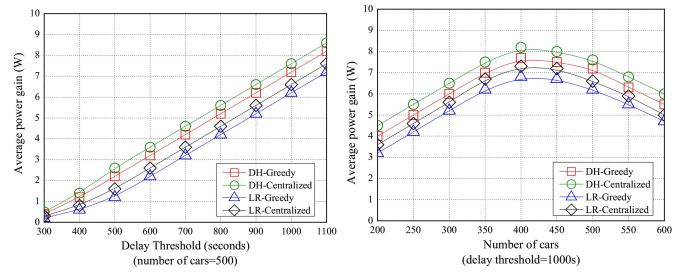 Average power gain (W)
10
9
8
7
6
5
4
3
2
1
0
DH-Greedy
DH-Centralized
LR-Greedy
LR-Centralized
300 400 500 600 700 800 900 1000 1100
Delay Threshold (seconds)
(number of cars=500)
Average power gain (W)
10
9
8
7
6
5
4
3
2
1
0
DH-Greedy
DH-Centralized
LR-Greedy
LR-Centralized
200 250 300 350 400 450 500 550 600
Number of cars
(delay threshold=1000s)